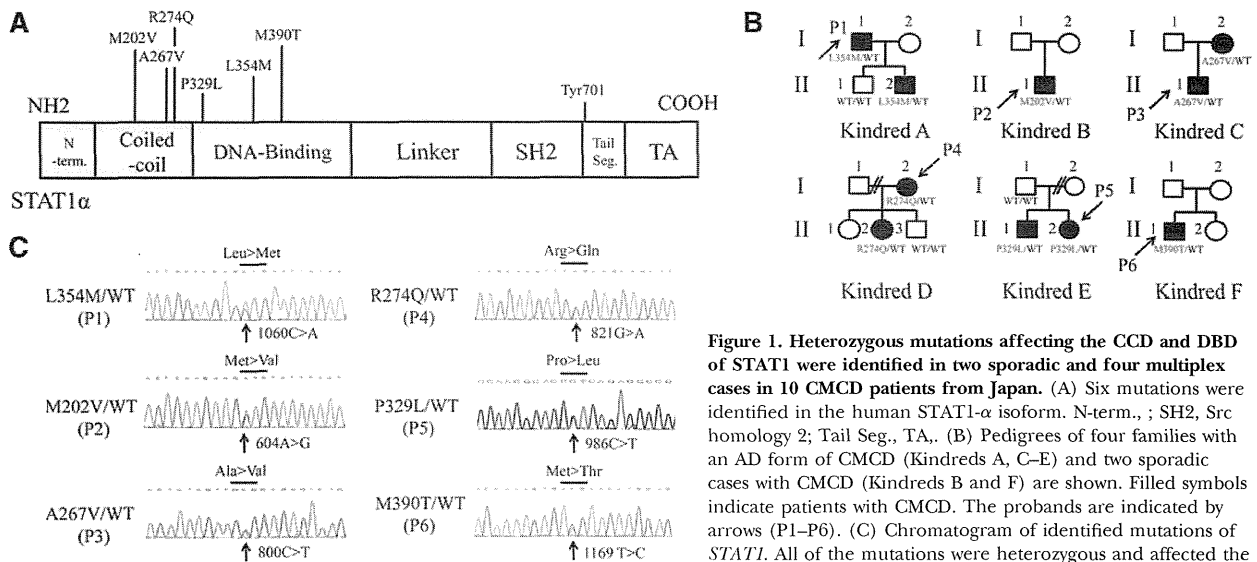 A
R274Q
M202V
M390T
A267V
P329L
L354M
Tyr701
NH2
COOH
N
-term.
Coiled
-coil
DNA-Binding
Linker
SH2
Tail
Seg.
TA
STAT1α
B
P1
I
1
2
L354M/WT
II
1
2
WT/WT
L354M/WT
Kindred A
1
2
1
P2
M202V/WT
Kindred B
1
2
A267V/WT
1
P3
A267V/WT
Kindred C
I
1
2
P4
R274Q/WT
II
1
2
3
R274Q/WT
WT/WT
Kindred D
I
1
2
WT/WT
P5
II
1
2
P329L/WT
P329L/WT
Kindred E
1
2
I
II
1
2
P6
M390T/WT
Kindred F
C
Leu>Met
L354M/WT
(P1)
1060C>A
Met>Val
M202V/WT
(P2)
604A>G
Ala>Val
A267V/WT
(P3)
800C>T
Arg>Gln
R274Q/WT
(P4)
821G>A
Pro>Leu
P329L/WT
(P5)
986C>T
Met>Thr
M390T/WT
(P6)
1169 T>C
Figure 1. Heterozygous mutations affecting the CCD and DBD
of STAT1 were identified in two sporadic and four multiplex
cases in 10 CMCD patients from Japan. (A) Six mutations were
identified in the human STAT1-α isoform. N-term., ; SH2, Src
homology 2; Tail Seg., TA,. (B) Pedigrees of four families with
an AD form of CMCD (Kindreds A, C–E) and two sporadic
cases with CMCD (Kindreds B and F) are shown. Filled symbols
indicate patients with CMCD. The probands are indicated by
arrows (P1–P6). (C) Chromatogram of identified mutations of
STAT1. All of the mutations were heterozygous and affected the